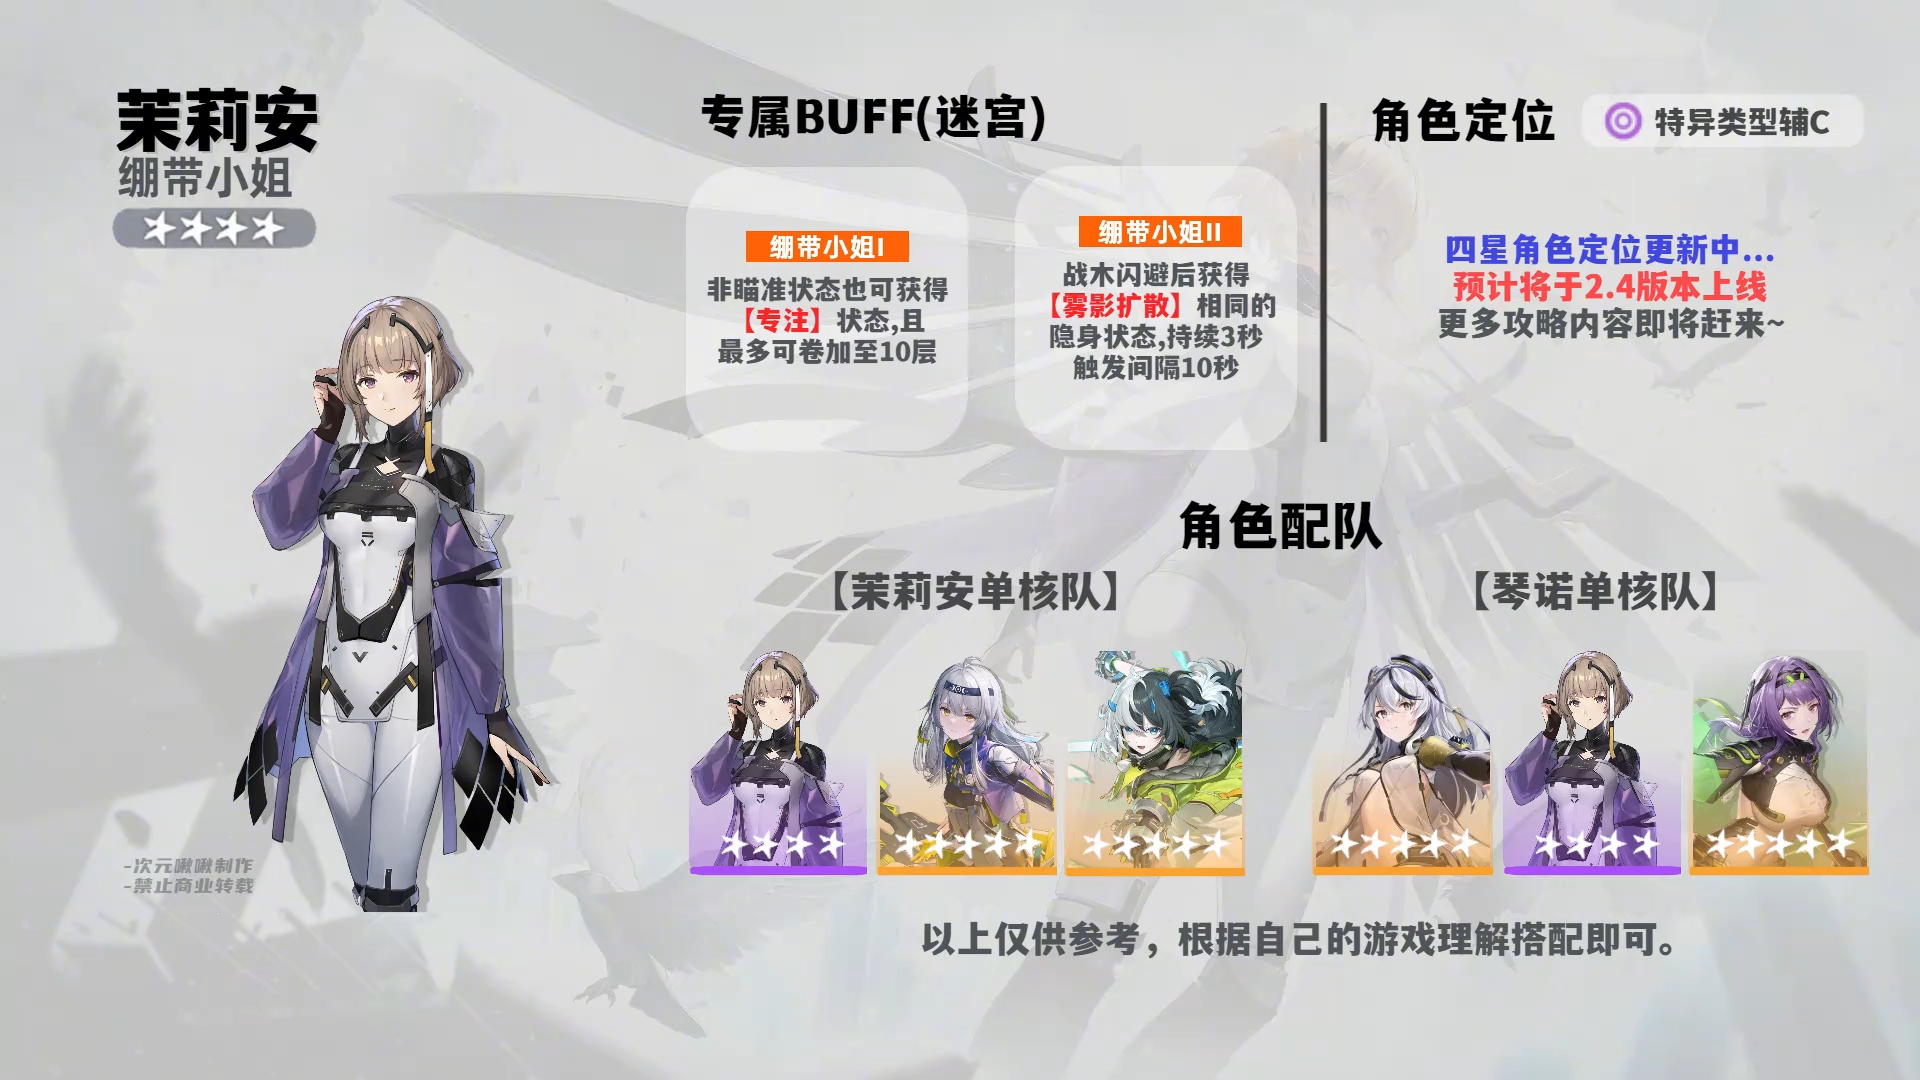 茉莉安
绷带小姐
专属BUFF(迷宫)
绷带小姐I
非瞄准状态也可获得
【专注】状态,且
最多可卷加至10层
绷带小姐II
战木闪避后获得
【雾影扩散】相同的
隐身状态,持续3秒
触发间隔10秒
角色定位
特异类型辅C
四星角色定位更新中...
预计将于2.4版本上线
更多攻略内容即将赶来~
角色配队
【茉莉安单核队】
【琴诺单核队】
-次元啾啾制作
-禁止商业转载
以上仅供参考，根据自己的游戏理解搭配即可。